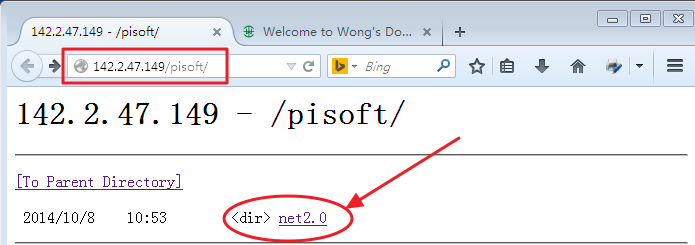 142.2.47.149 - /pisoft/
Welcome to Wong's Do...
142.2.47.149/pisoft/
Bing
142.2.47.149 - /pisoft/
[To Parent Directory]
2014/10/8 10:53 <dir> net2.0